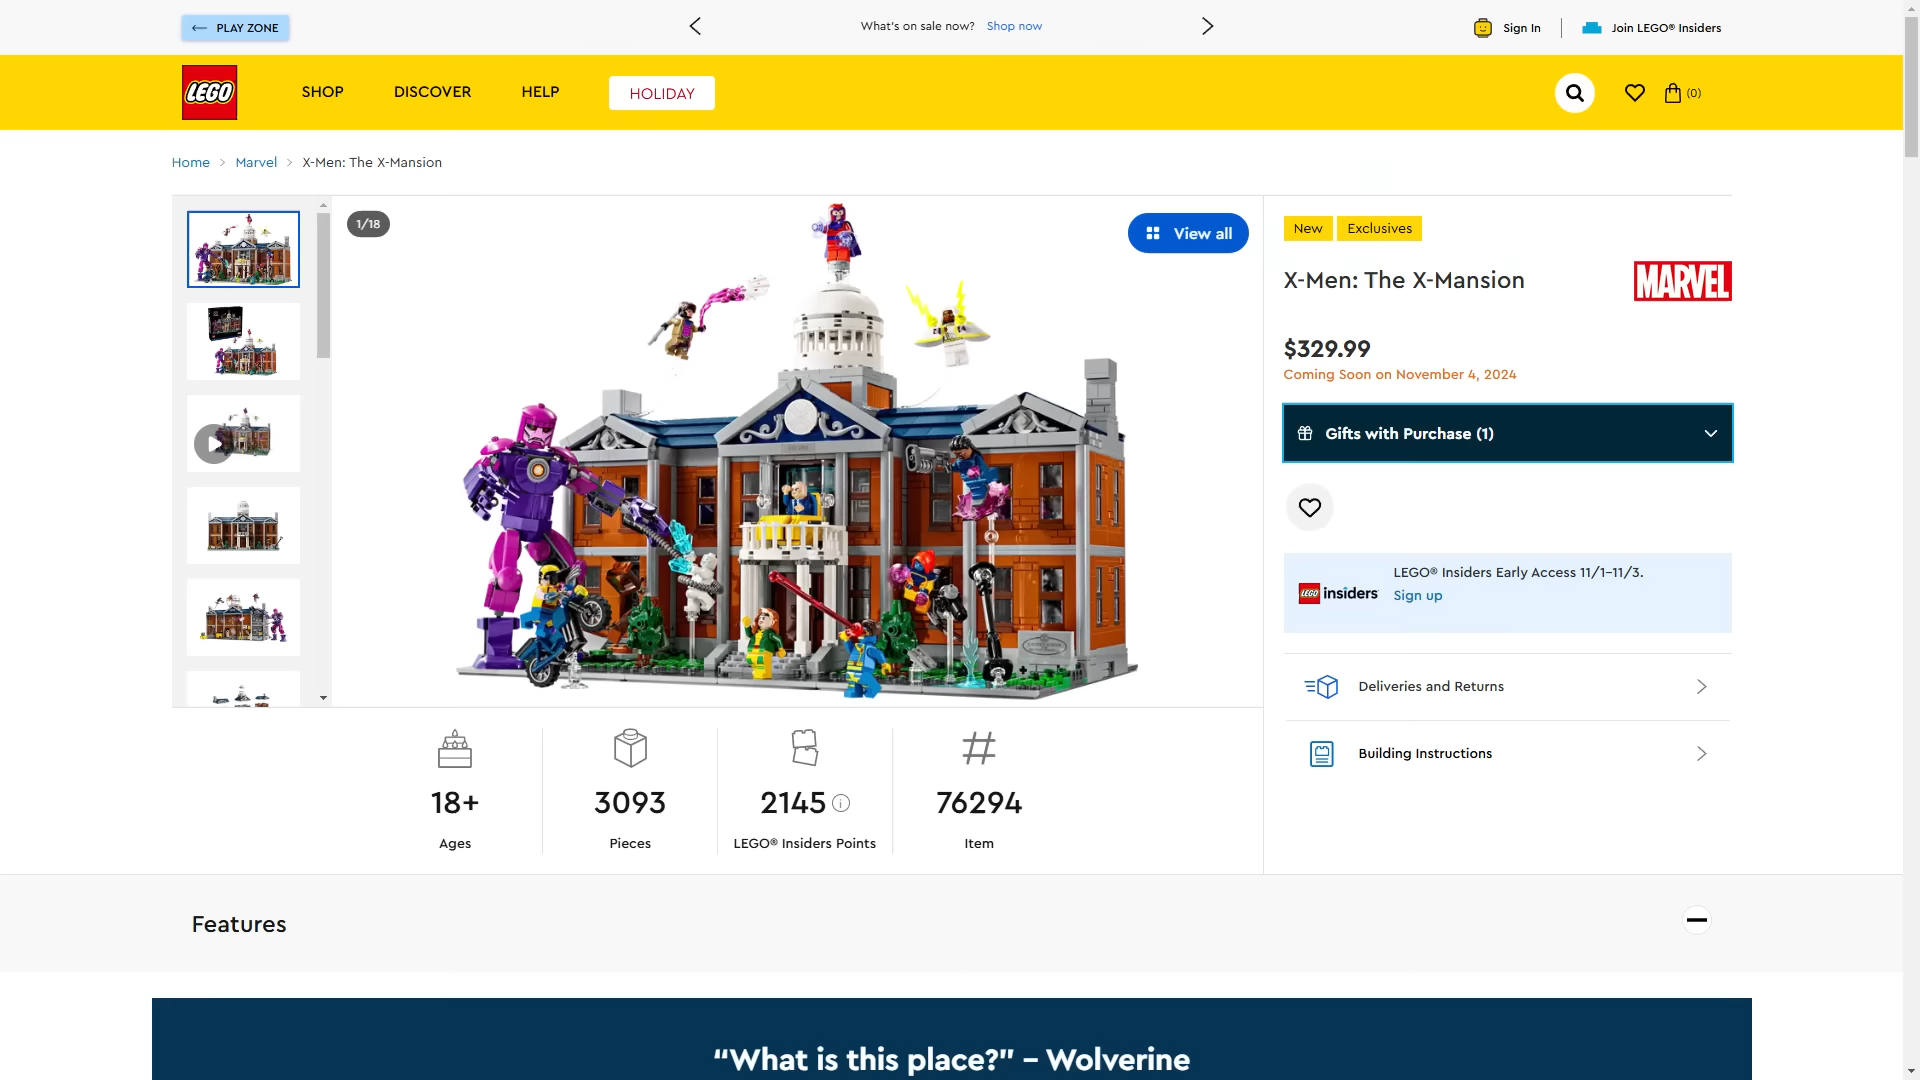 PLAY ZONE
What's on sale now? Shop now
Sign In
Join LEGO® Insiders
LEGO
SHOP
DISCOVER
HELP
HOLIDAY
(0)
Home > Marvel > X-Men: The X-Mansion
1/18
View all
New
Exclusives
X-Men: The X-Mansion
MARVEL
$329.99
Coming Soon on November 4, 2024
Gifts with Purchase (1)
LEGO insiders
LEGO® Insiders Early Access 11/1-11/3.
Sign up
Deliveries and Returns
Building Instructions
18+
Ages
3093
Pieces
2145
LEGO® Insiders Points
76294
Item
Features
“What is this place?” – Wolverine